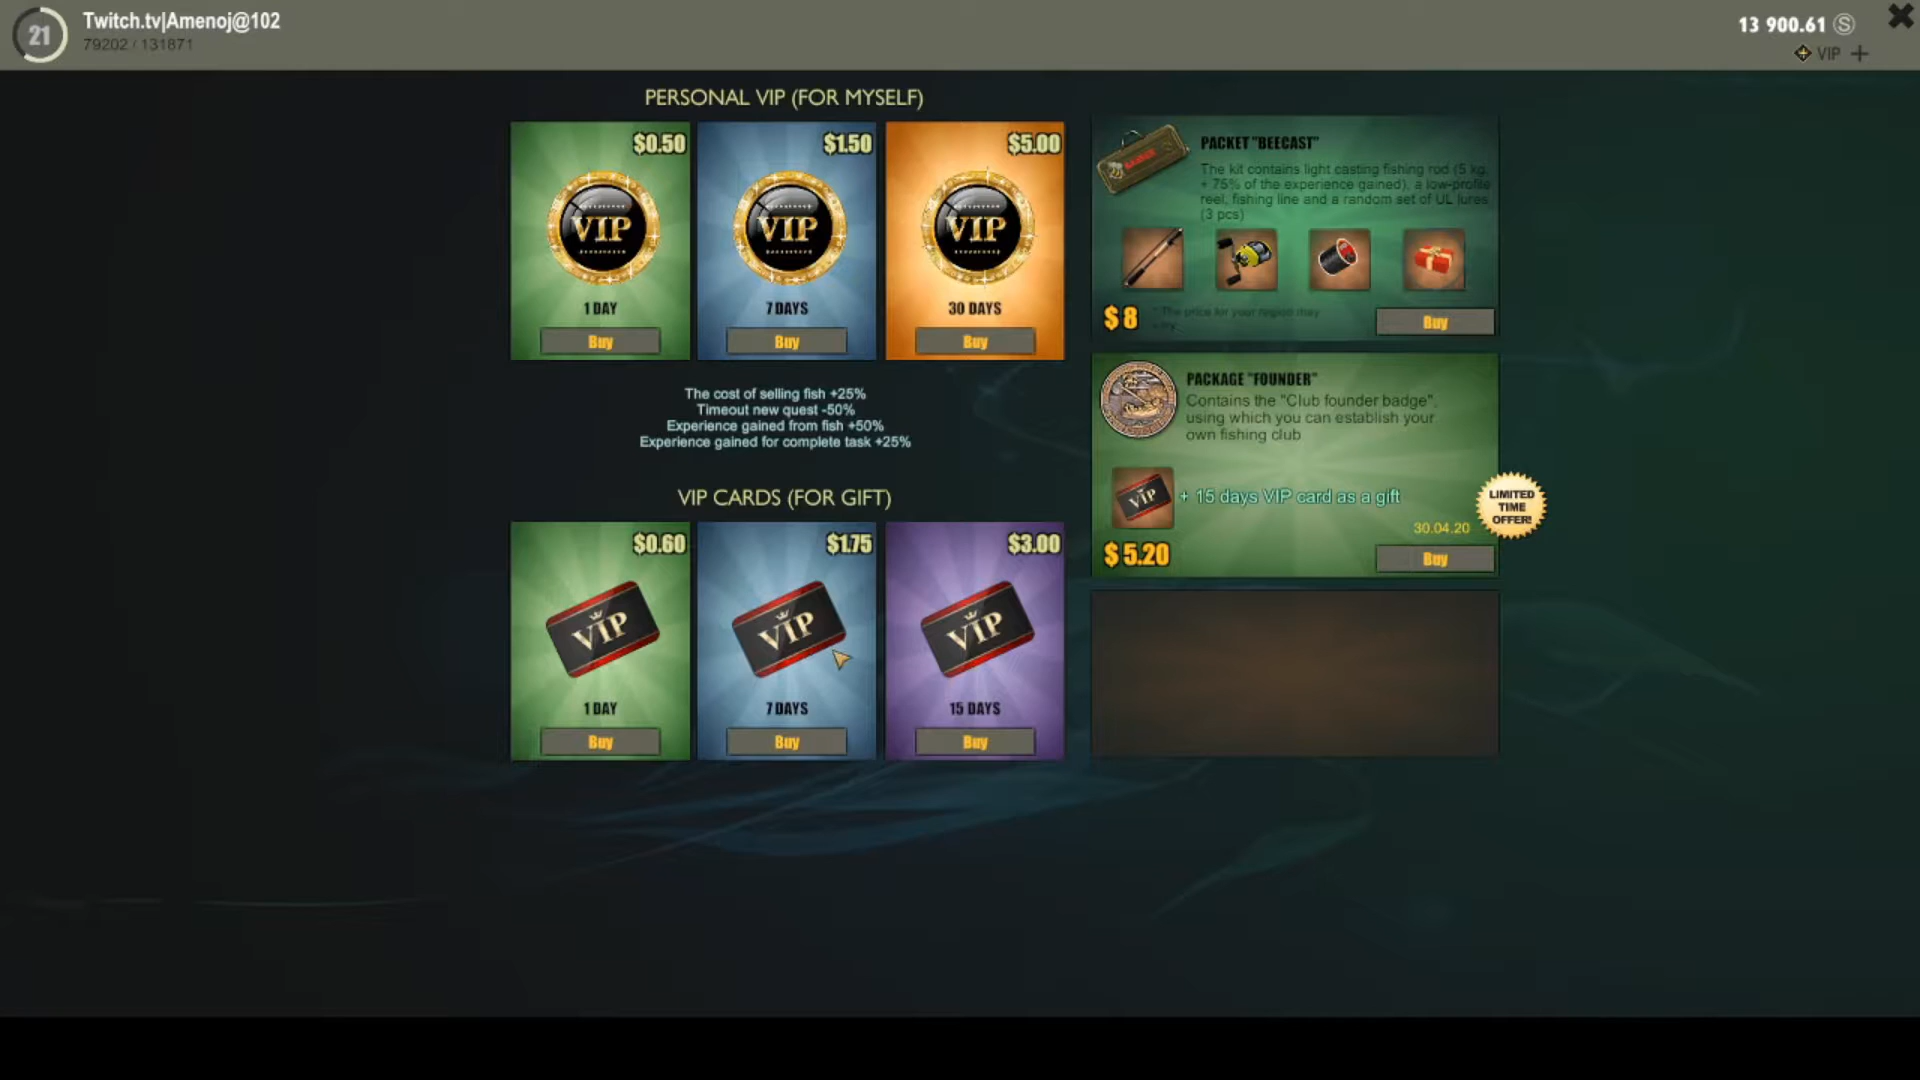 21
Twitch.tv|Amenoj@102
79202 / 131871
13 900.61 S
VIP +
PERSONAL VIP (FOR MYSELF)
$0.50
VIP
1 DAY
Buy
$1.50
VIP
7 DAYS
Buy
$5.00
VIP
30 DAYS
Buy
The cost of selling fish +25%
Timeout new quest -50%
Experience gained from fish +50%
Experience gained for complete task +25%
VIP CARDS (FOR GIFT)
$0.60
VIP
1 DAY
Buy
$1.75
VIP
7 DAYS
Buy
$3.00
VIP
15 DAYS
Buy
PACKET "BEECAST"
The kit contains light casting fishing rod (5 kg,
+ 75% of the experience gained), a low-profile
reel, fishing line and a random set of UL lures
(3 pcs)
$ 8
* The price for your region may
Buy
PACKAGE "FOUNDER"
Contains the "Club founder badge",
using which you can establish your
own fishing club
VIP
+ 15 days VIP card as a gift
LIMITED
TIME
OFFER!
30.04.20
$ 5.20
Buy